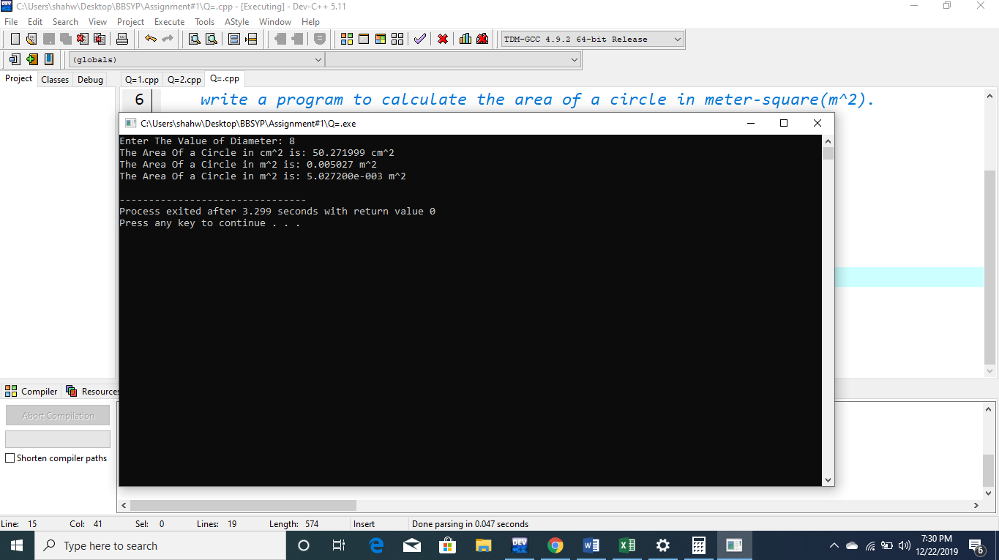 C:\Users\shahw\Desktop\BBSYP\Assignment#1\Q=.cpp - [Executing] - Dev-C++ 5.11
File Edit Search View Project Execute Tools AStyle Window Help
TDM-GCC 4.9.2 64-bit Release
(globals)
Project Classes Debug Q=1.cpp Q=2.cpp Q=.cpp
6 write a program to calculate the area of a circle in meter-square(m^2).
C:\Users\shahw\Desktop\BBSYP\Assignment#1\Q=.exe
Enter The Value of Diameter: 8
The Area Of a Circle in cm^2 is: 50.271999 cm^2
The Area Of a Circle in m^2 is: 0.005027 m^2
The Area Of a Circle in m^2 is: 5.027200e-003 m^2
--------------------------------
Process exited after 3.299 seconds with return value 0
Press any key to continue . . .
Compiler Resources
Abort Compilation
Shorten compiler paths
Line: 15 Col: 41 Sel: 0 Lines: 19 Length: 574 Insert Done parsing in 0.047 seconds
Type here to search
DEV
7:30 PM
12/22/2019
6